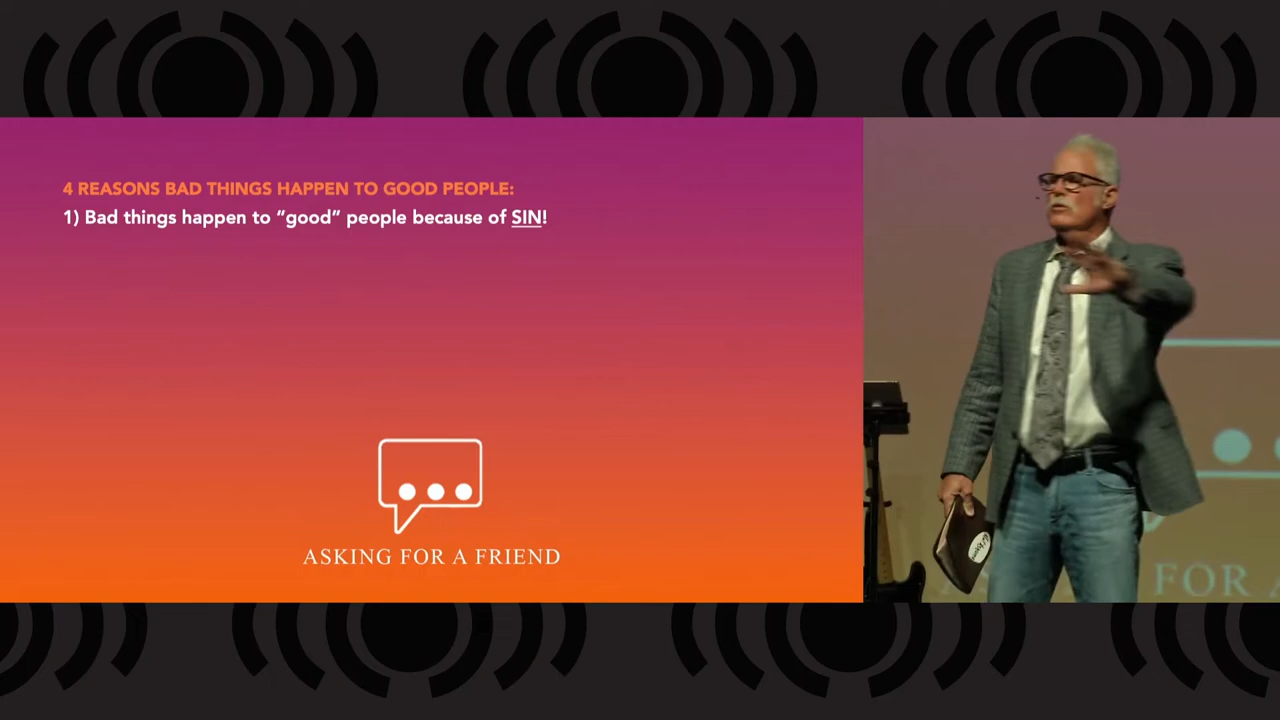 4 REASONS BAD THINGS HAPPEN TO GOOD PEOPLE:
1) Bad things happen to “good” people because of SIN!
ASKING FOR A FRIEND
FOR A